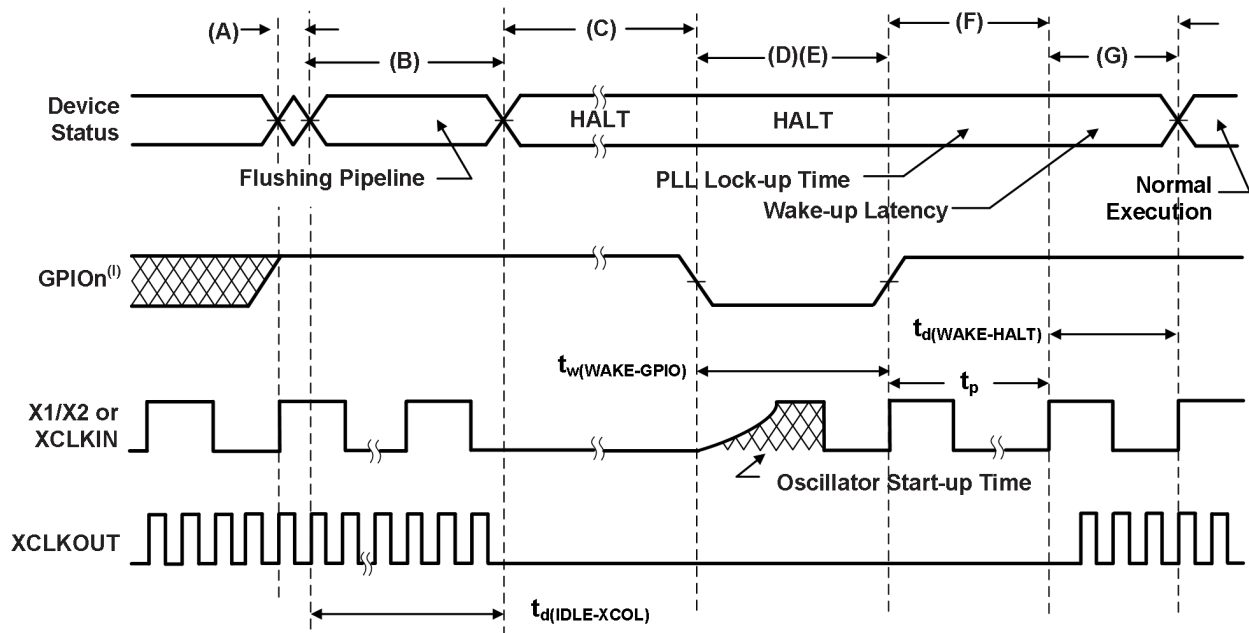 (A)
(B)
(C)
(D)(E)
(F)
(G)
Device
Status
HALT
HALT
Flushing Pipeline
PLL Lock-up Time
Wake-up Latency
Normal
Execution
GPIOn(I)
td(WAKE-HALT)
tw(WAKE-GPIO)
tp
X1/X2 or
XCLKIN
Oscillator Start-up Time
XCLKOUT
td(IDLE-XCOL)